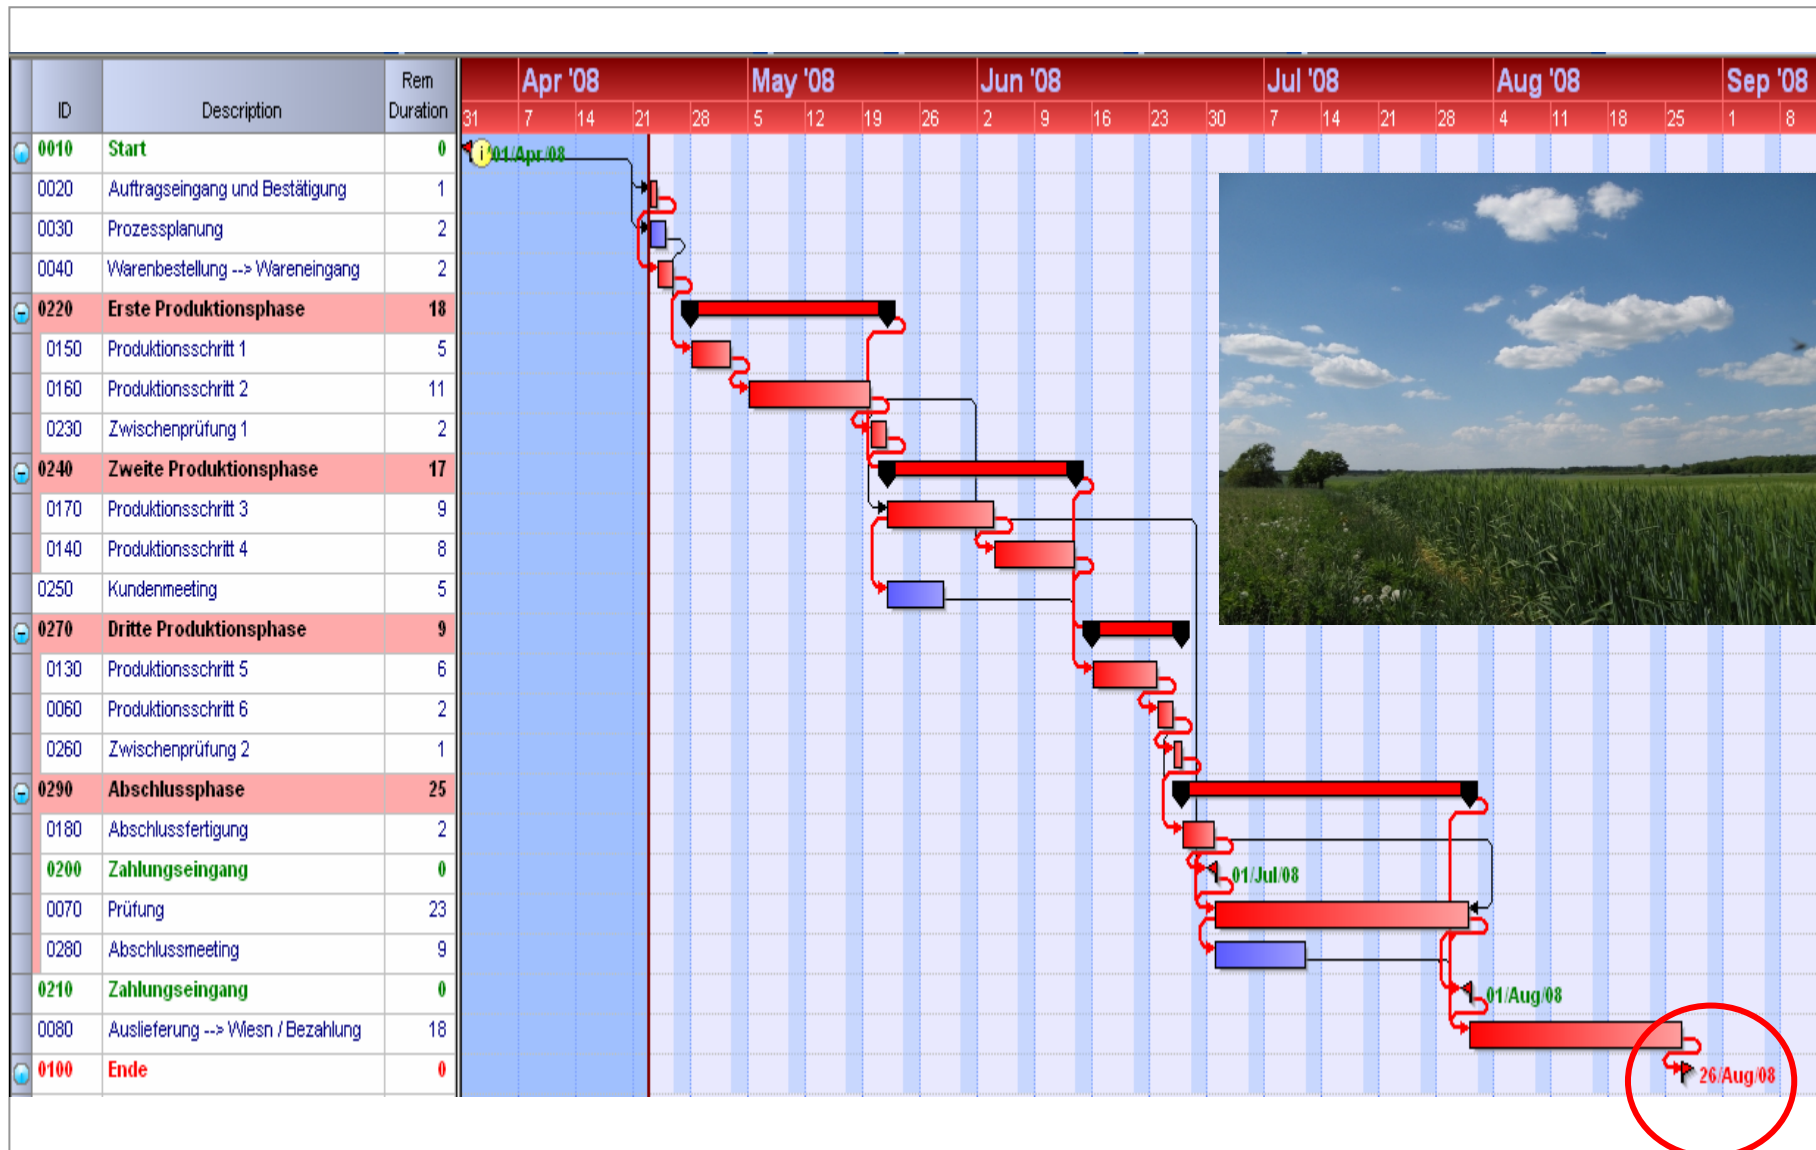 Rem
ID Description Duration
Apr '08 May '08 Jun '08 Jul '08 Aug '08 Sep '08
31 7 14 21 28 5 12 19 26 2 9 16 23 30 7 14 21 28 4 11 18 25 1 8
0010 Start 0 i 01/Apr/08
0020 Auftragseingang und Bestätigung 1
0030 Prozessplanung 2
0040 Warenbestellung --> Wareneingang 2
0220 Erste Produktionsphase 18
0150 Produktionsschritt 1 5
0160 Produktionsschritt 2 11
0230 Zwischenprüfung 1 2
0240 Zweite Produktionsphase 17
0170 Produktionsschritt 3 9
0140 Produktionsschritt 4 8
0250 Kundenmeeting 5
0270 Dritte Produktionsphase 9
0130 Produktionsschritt 5 6
0060 Produktionsschritt 6 2
0260 Zwischenprüfung 2 1
0290 Abschlussphase 25
0180 Abschlussfertigung 2
0200 Zahlungseingang 0 01/Jul/08
0070 Prüfung 23
0280 Abschlussmeeting 9
0210 Zahlungseingang 0 01/Aug/08
0080 Auslieferung --> Wiesn / Bezahlung 18
0100 Ende 0 26/Aug/08